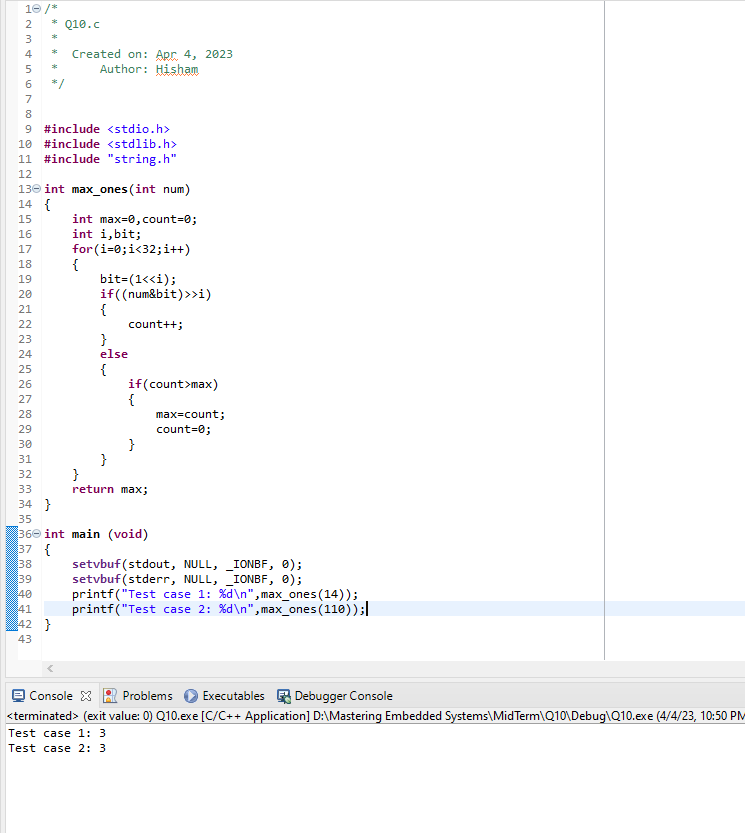 1 /*
2  * Q10.c
3  *
4  *  Created on: Apr 4, 2023
5  *      Author: Hisham
6  */
7
8
9 #include <stdio.h>
10 #include <stdlib.h>
11 #include "string.h"
12
13 int max_ones(int num)
14 {
15     int max=0,count=0;
16     int i,bit;
17     for(i=0;i<32;i++)
18     {
19         bit=(1<<i);
20         if((num&bit)>>i)
21         {
22             count++;
23         }
24         else
25         {
26             if(count>max)
27             {
28                 max=count;
29                 count=0;
30             }
31         }
32     }
33     return max;
34 }
35
36 int main (void)
37 {
38     setvbuf(stdout, NULL, _IONBF, 0);
39     setvbuf(stderr, NULL, _IONBF, 0);
40     printf("Test case 1: %d\n",max_ones(14));
41     printf("Test case 2: %d\n",max_ones(110));
42 }
43
Console Problems Executables Debugger Console
<terminated> (exit value: 0) Q10.exe [C/C++ Application] D:\Mastering Embedded Systems\MidTerm\Q10\Debug\Q10.exe (4/4/23, 10:50 PM
Test case 1: 3
Test case 2: 3